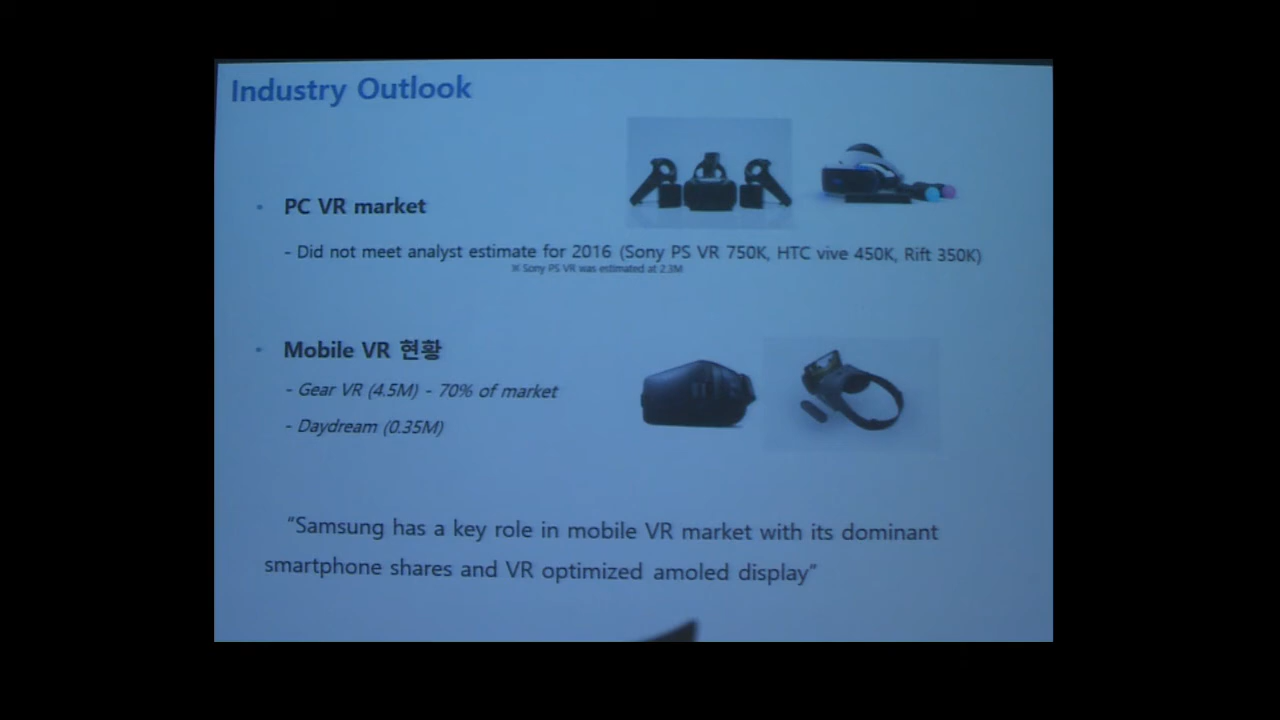 Industry Outlook
• PC VR market
- Did not meet analyst estimate for 2016 (Sony PS VR 750K, HTC vive 450K, Rift 350K)
※ Sony PS VR was estimated at 2.3M
• Mobile VR 현황
- Gear VR (4.5M) - 70% of market
- Daydream (0.35M)
"Samsung has a key role in mobile VR market with its dominant
smartphone shares and VR optimized amoled display"